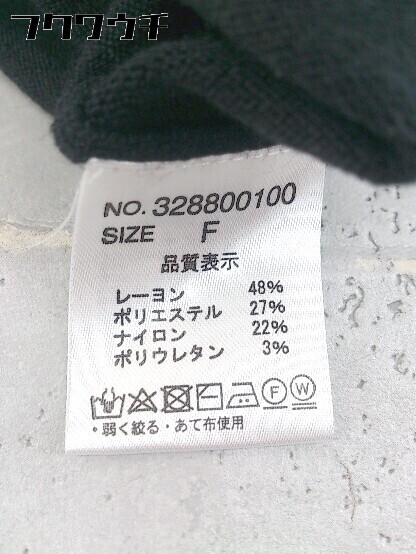 フクワウチ
NO. 328800100
SIZE F
品質表示
レーヨン 48%
ポリエステル 27%
ナイロン 22%
ポリウレタン 3%
F W
・弱く絞る・あて布使用